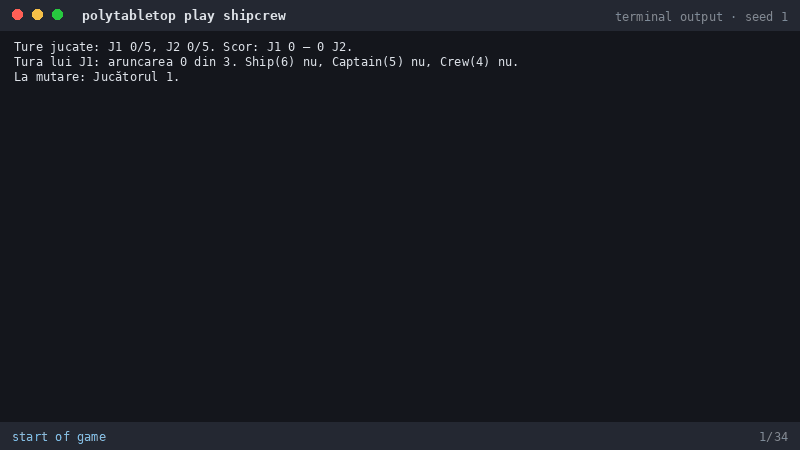 polytabletop play shipcrew
terminal output · seed 1
Ture jucate: J1 0/5, J2 0/5. Scor: J1 0 – 0 J2.
Tura lui J1: aruncarea 0 din 3. Ship(6) nu, Captain(5) nu, Crew(4) nu.
La mutare: Jucătorul 1.
start of game
1/34